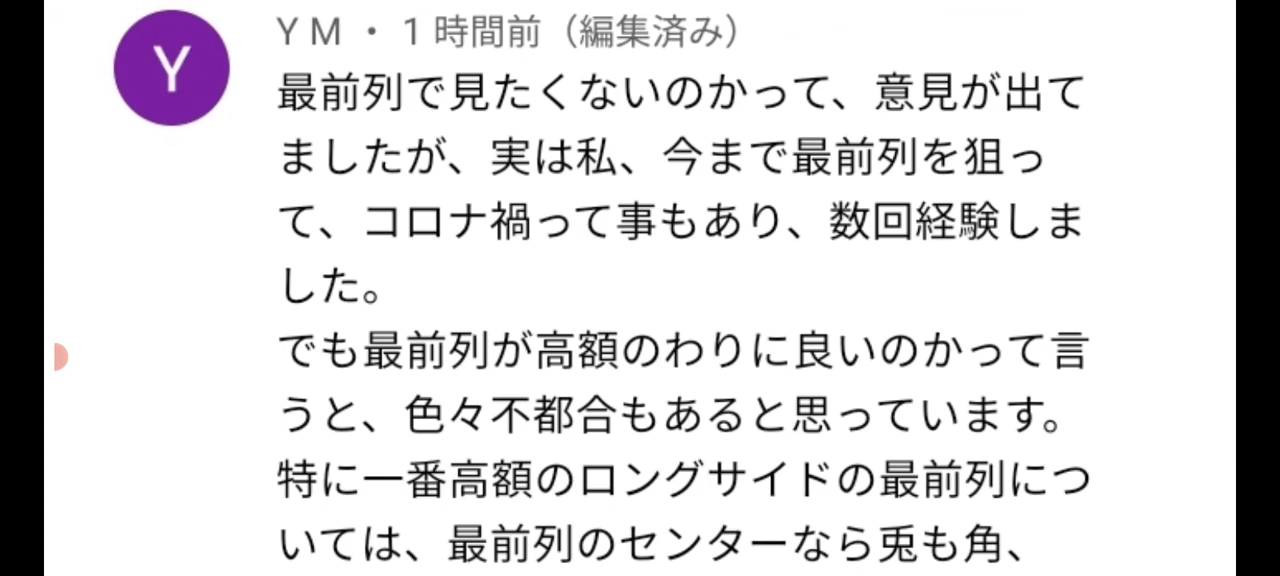 Y
Y M ・ 1 時間前（編集済み）
最前列で見たくないのかって、意見が出て
ましたが、実は私、今まで最前列を狙っ
て、コロナ禍って事もあり、数回経験しま
した。
でも最前列が高額のわりに良いのかって言
うと、色々不都合もあると思っています。
特に一番高額のロングサイドの最前列につ
いては、最前列のセンターなら兎も角、